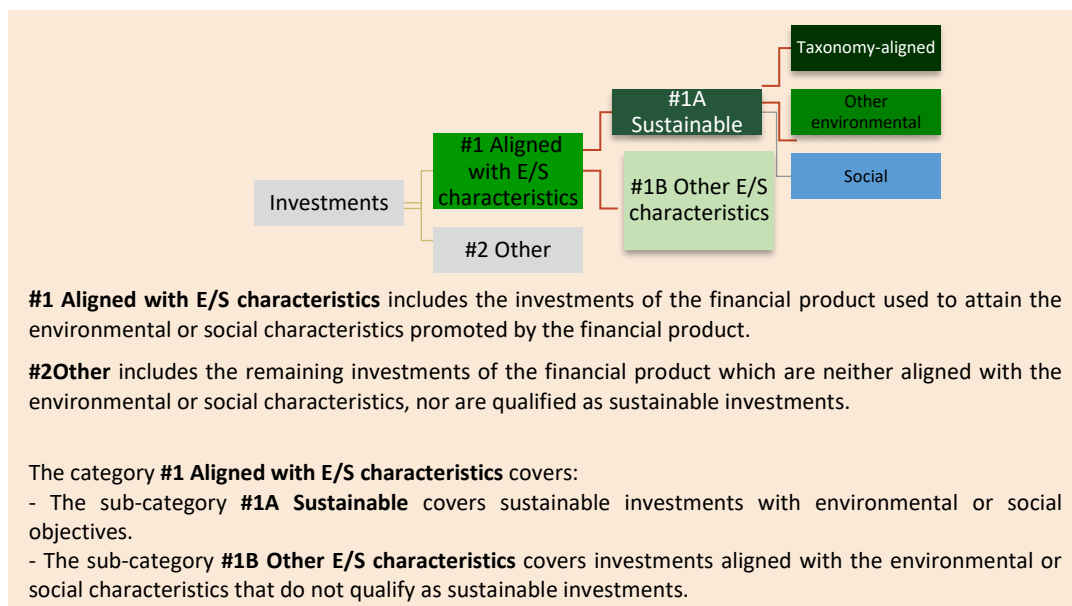 Taxonomy-aligned
#1A
Sustainable
Other
environmental
#1 Aligned
with E/S
characteristics
#1B Other E/S
characteristics
Social
Investments
#2 Other
#1 Aligned with E/S characteristics includes the investments of the financial product used to attain the
environmental or social characteristics promoted by the financial product.
#2Other includes the remaining investments of the financial product which are neither aligned with the
environmental or social characteristics, nor are qualified as sustainable investments.
The category #1 Aligned with E/S characteristics covers:
- The sub-category #1A Sustainable covers sustainable investments with environmental or social
objectives.
- The sub-category #1B Other E/S characteristics covers investments aligned with the environmental or
social characteristics that do not qualify as sustainable investments.